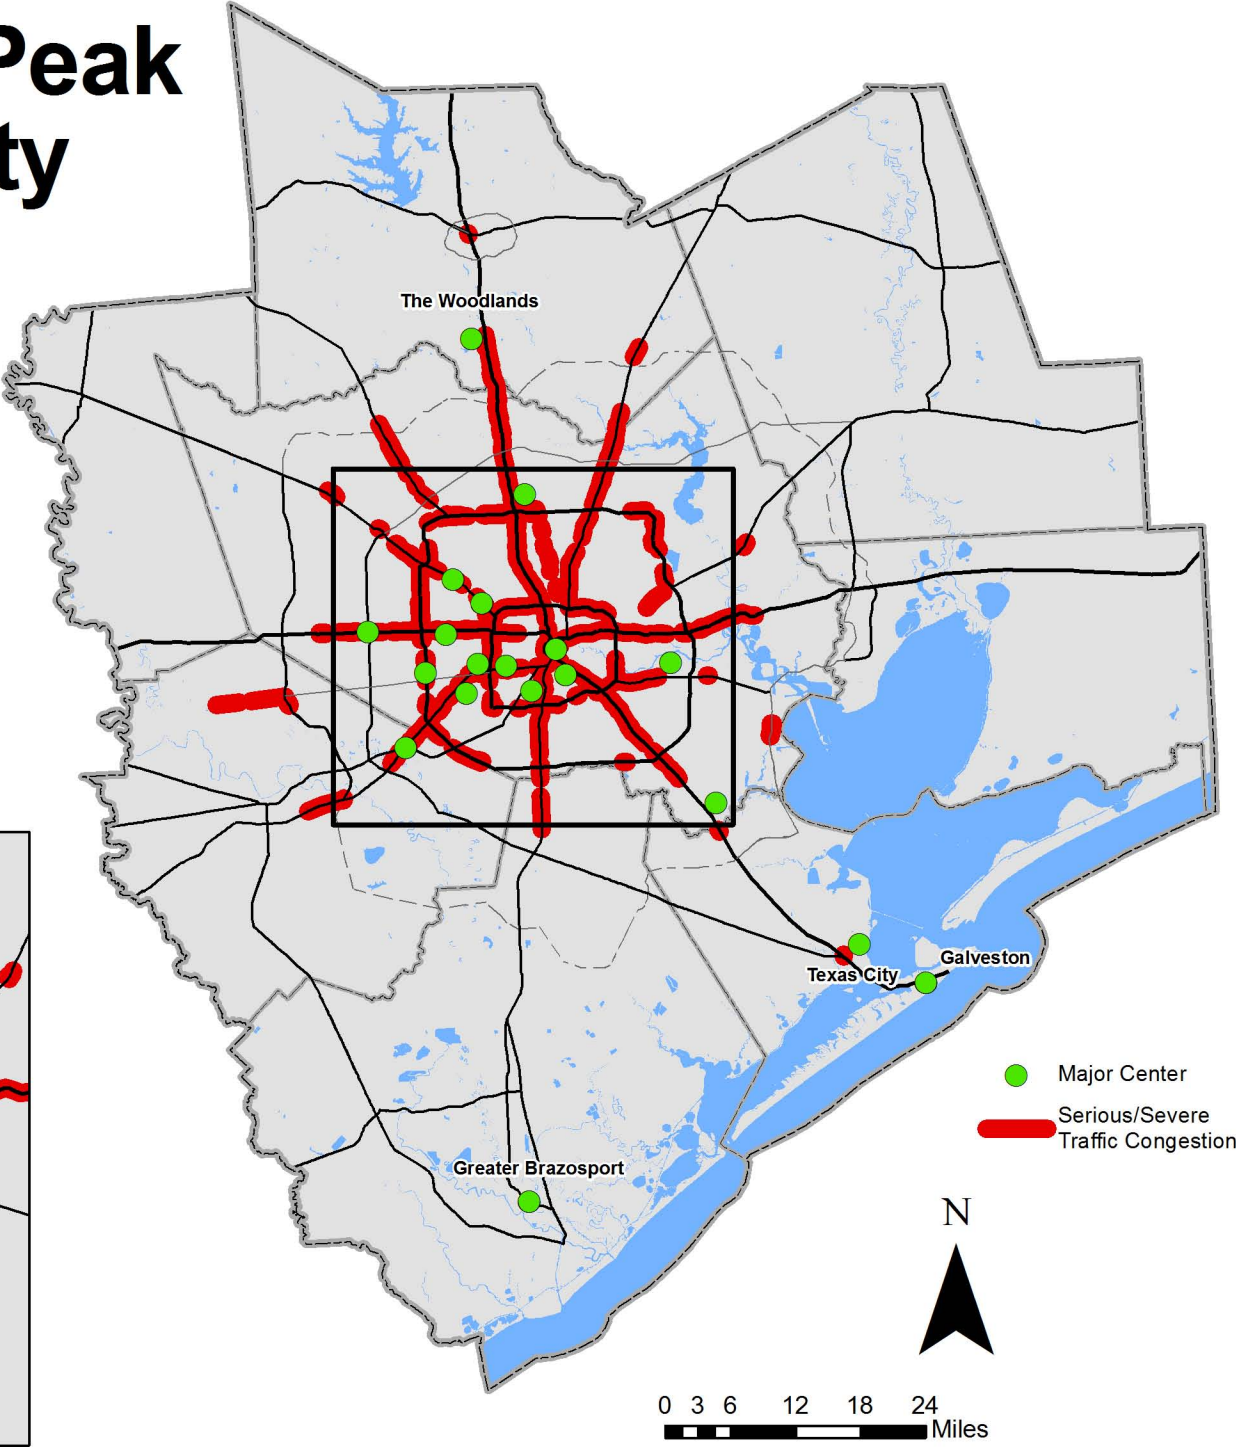 Peak
ty
The Woodlands
Galveston
Texas City
Major Center
Serious/Severe
Traffic Congestion
Greater Brazosport
N
0 3 6 12 18 24
Miles